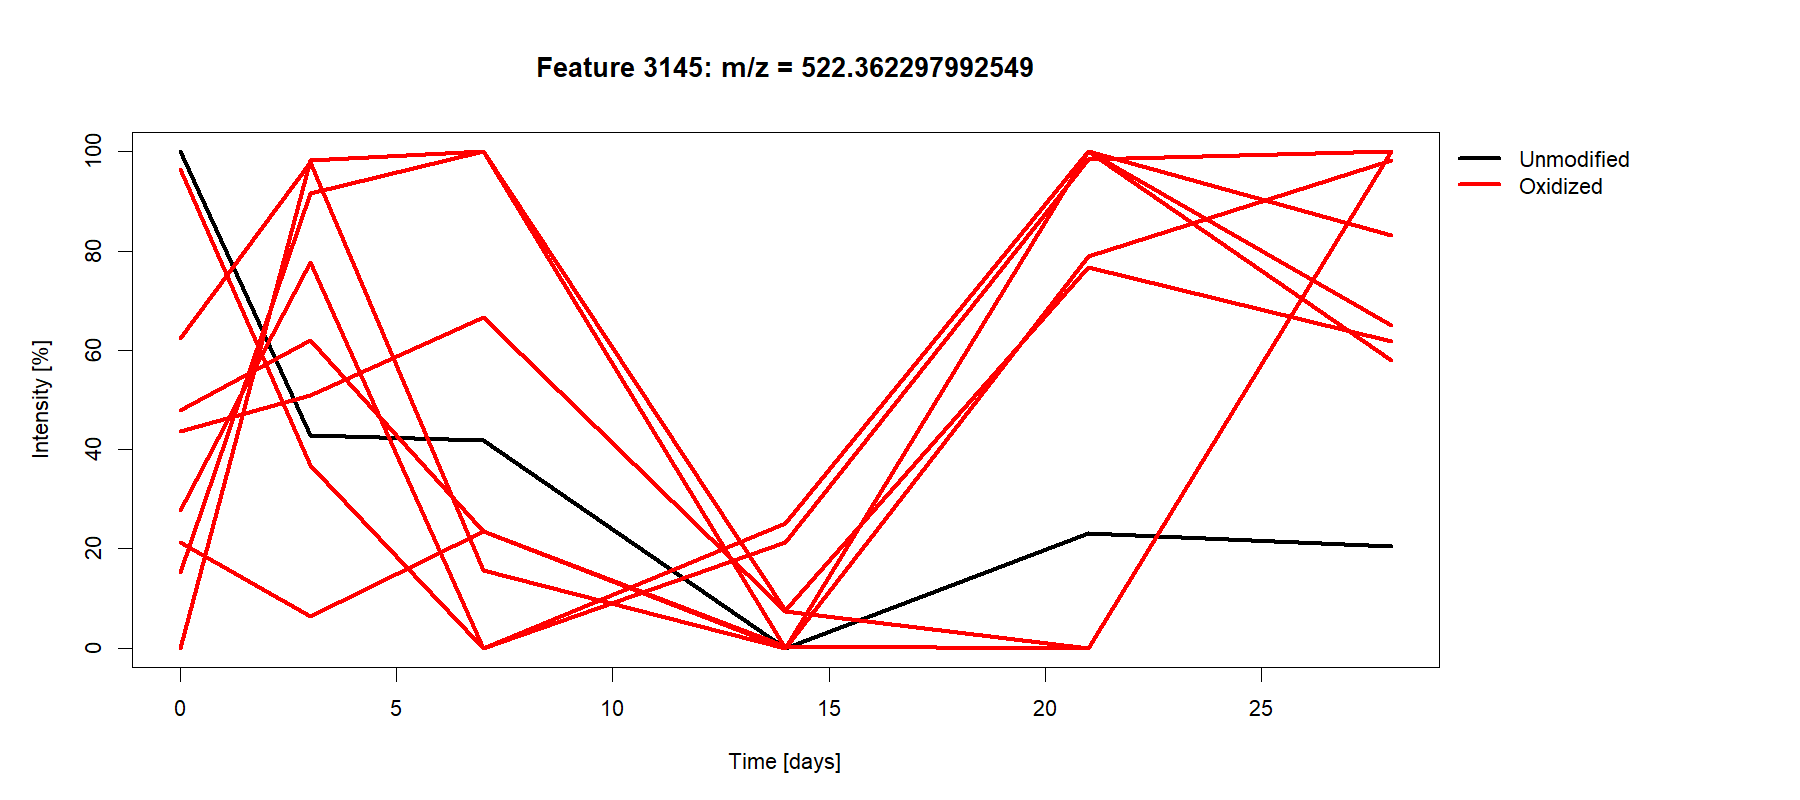 Feature 3145: m/z = 522.362297992549
Unmodified
Oxidized
Intensity [%]
100
80
60
40
20
0
0 5 10 15 20 25
Time [days]